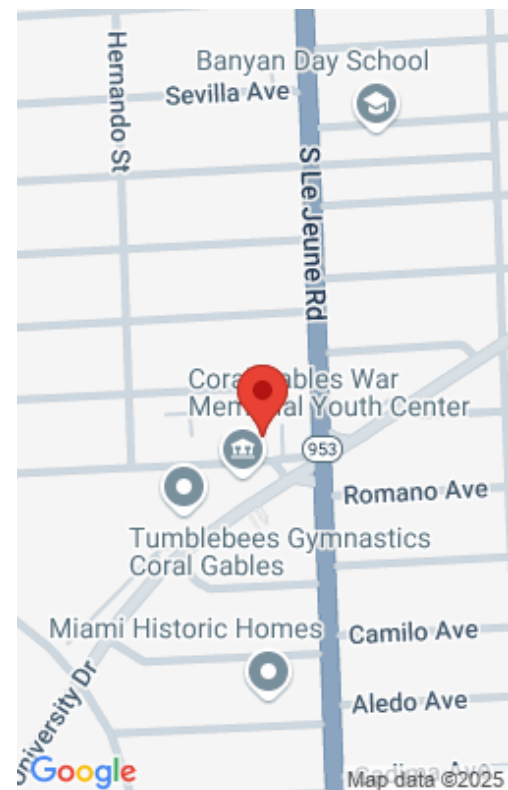 Hernando St
Banyan Day School
Sevilla Ave
S Le Jeune Rd
Coral Gables War
Memorial Youth Center
953
Romano Ave
Tumblebees Gymnastics
Coral Gables
Miami Historic Homes
Camilo Ave
University Dr
Aledo Ave
Google
Map data ©2025